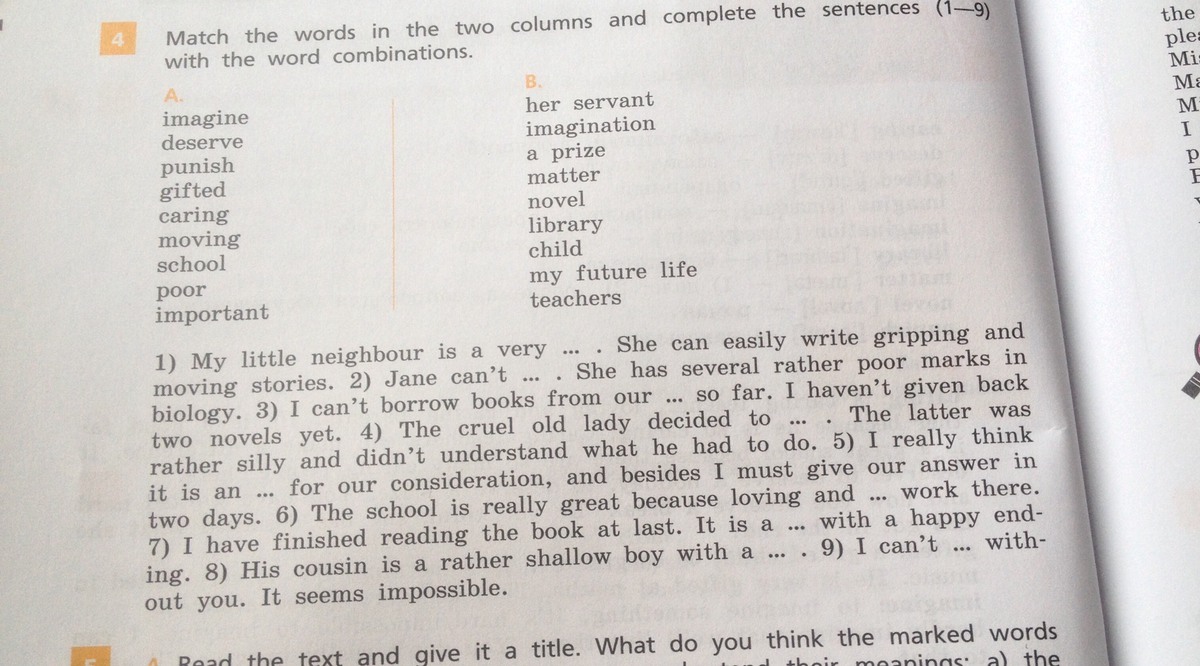 4 Match the words in the two columns and complete the sentences (1—9)
with the word combinations.
A.
imagine
deserve
punish
gifted
caring
moving
school
poor
important
B.
her servant
imagination
a prize
matter
novel
library
child
my future life
teachers
1) My little neighbour is a very ... . She can easily write gripping and
moving stories. 2) Jane can't ... . She has several rather poor marks in
biology. 3) I can't borrow books from our ... so far. I haven't given back
two novels yet. 4) The cruel old lady decided to ... . The latter was
rather silly and didn't understand what he had to do. 5) I really think
it is an ... for our consideration, and besides I must give our answer in
two days. 6) The school is really great because loving and ... work there.
7) I have finished reading the book at last. It is a ... with a happy end-
ing. 8) His cousin is a rather shallow boy with a ... . 9) I can't ... with-
out you. It seems impossible.
5 A Read the text and give it a title. What do you think the marked words
their meanings: a) the
the
I